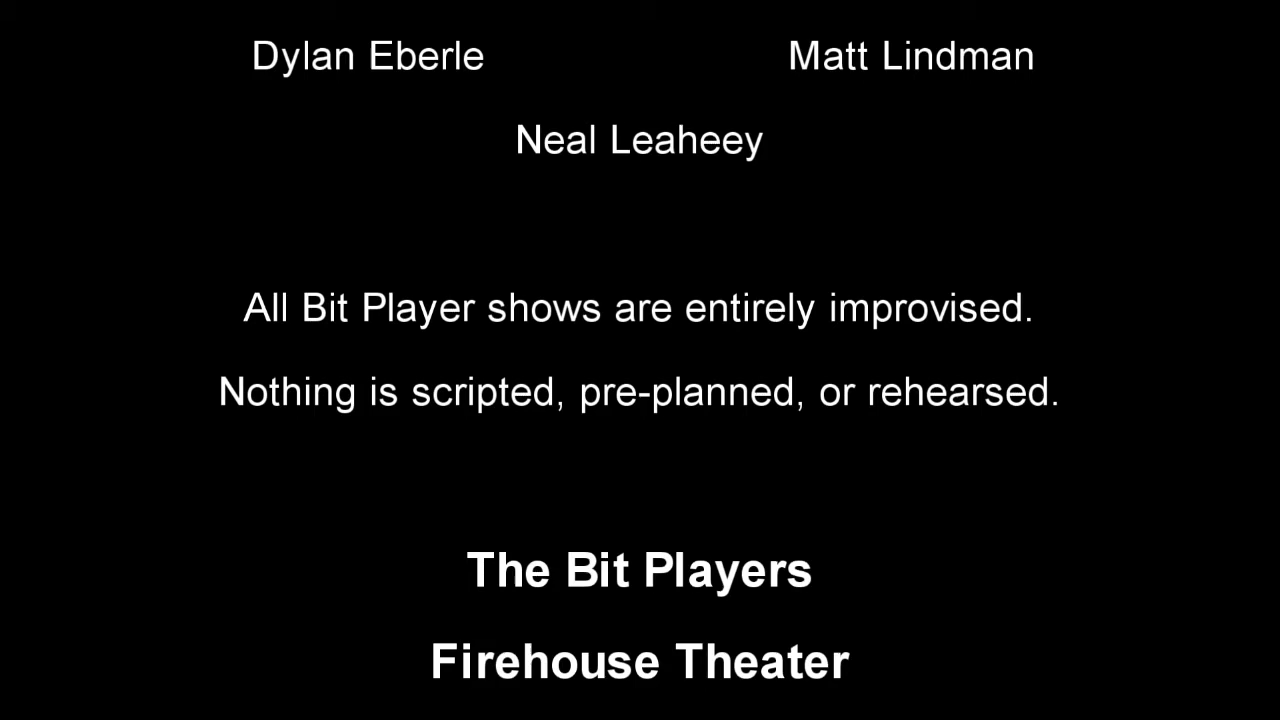 Dylan Eberle Matt Lindman
Neal Leaheey
All Bit Player shows are entirely improvised.
Nothing is scripted, pre-planned, or rehearsed.
The Bit Players
Firehouse Theater